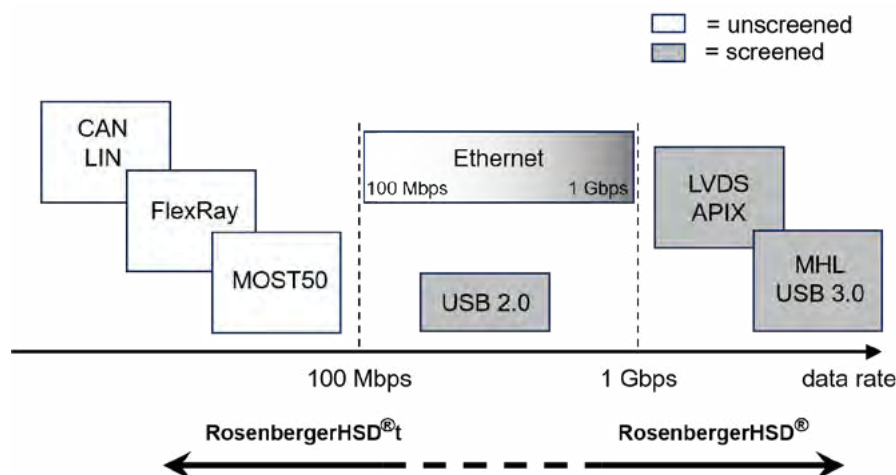 = unscreened
= screened
CAN
LIN
FlexRay
MOST50
Ethernet
100 Mbps
1 Gbps
USB 2.0
LVDS
APIX
MHL
USB 3.0
100 Mbps
1 Gbps
data rate
RosenbergerHSD®t
RosenbergerHSD®